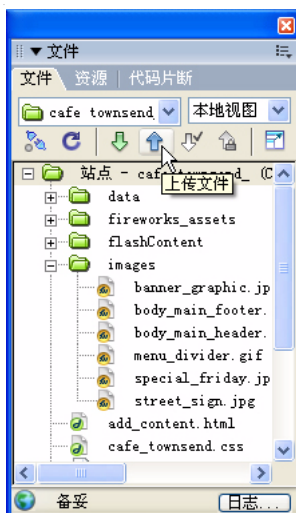 文件
文件 资源 代码片断
cafe townsend 本地视图
上传文件
站点 - cafe townsend_ (C
data
fireworks_assets
flashContent
images
banner_graphic.jp
body_main_footer.
body_main_header.
menu_divider.gif
special_friday.jp
street_sign.jpg
add_content.html
cafe_townsend.css
备妥 日志...